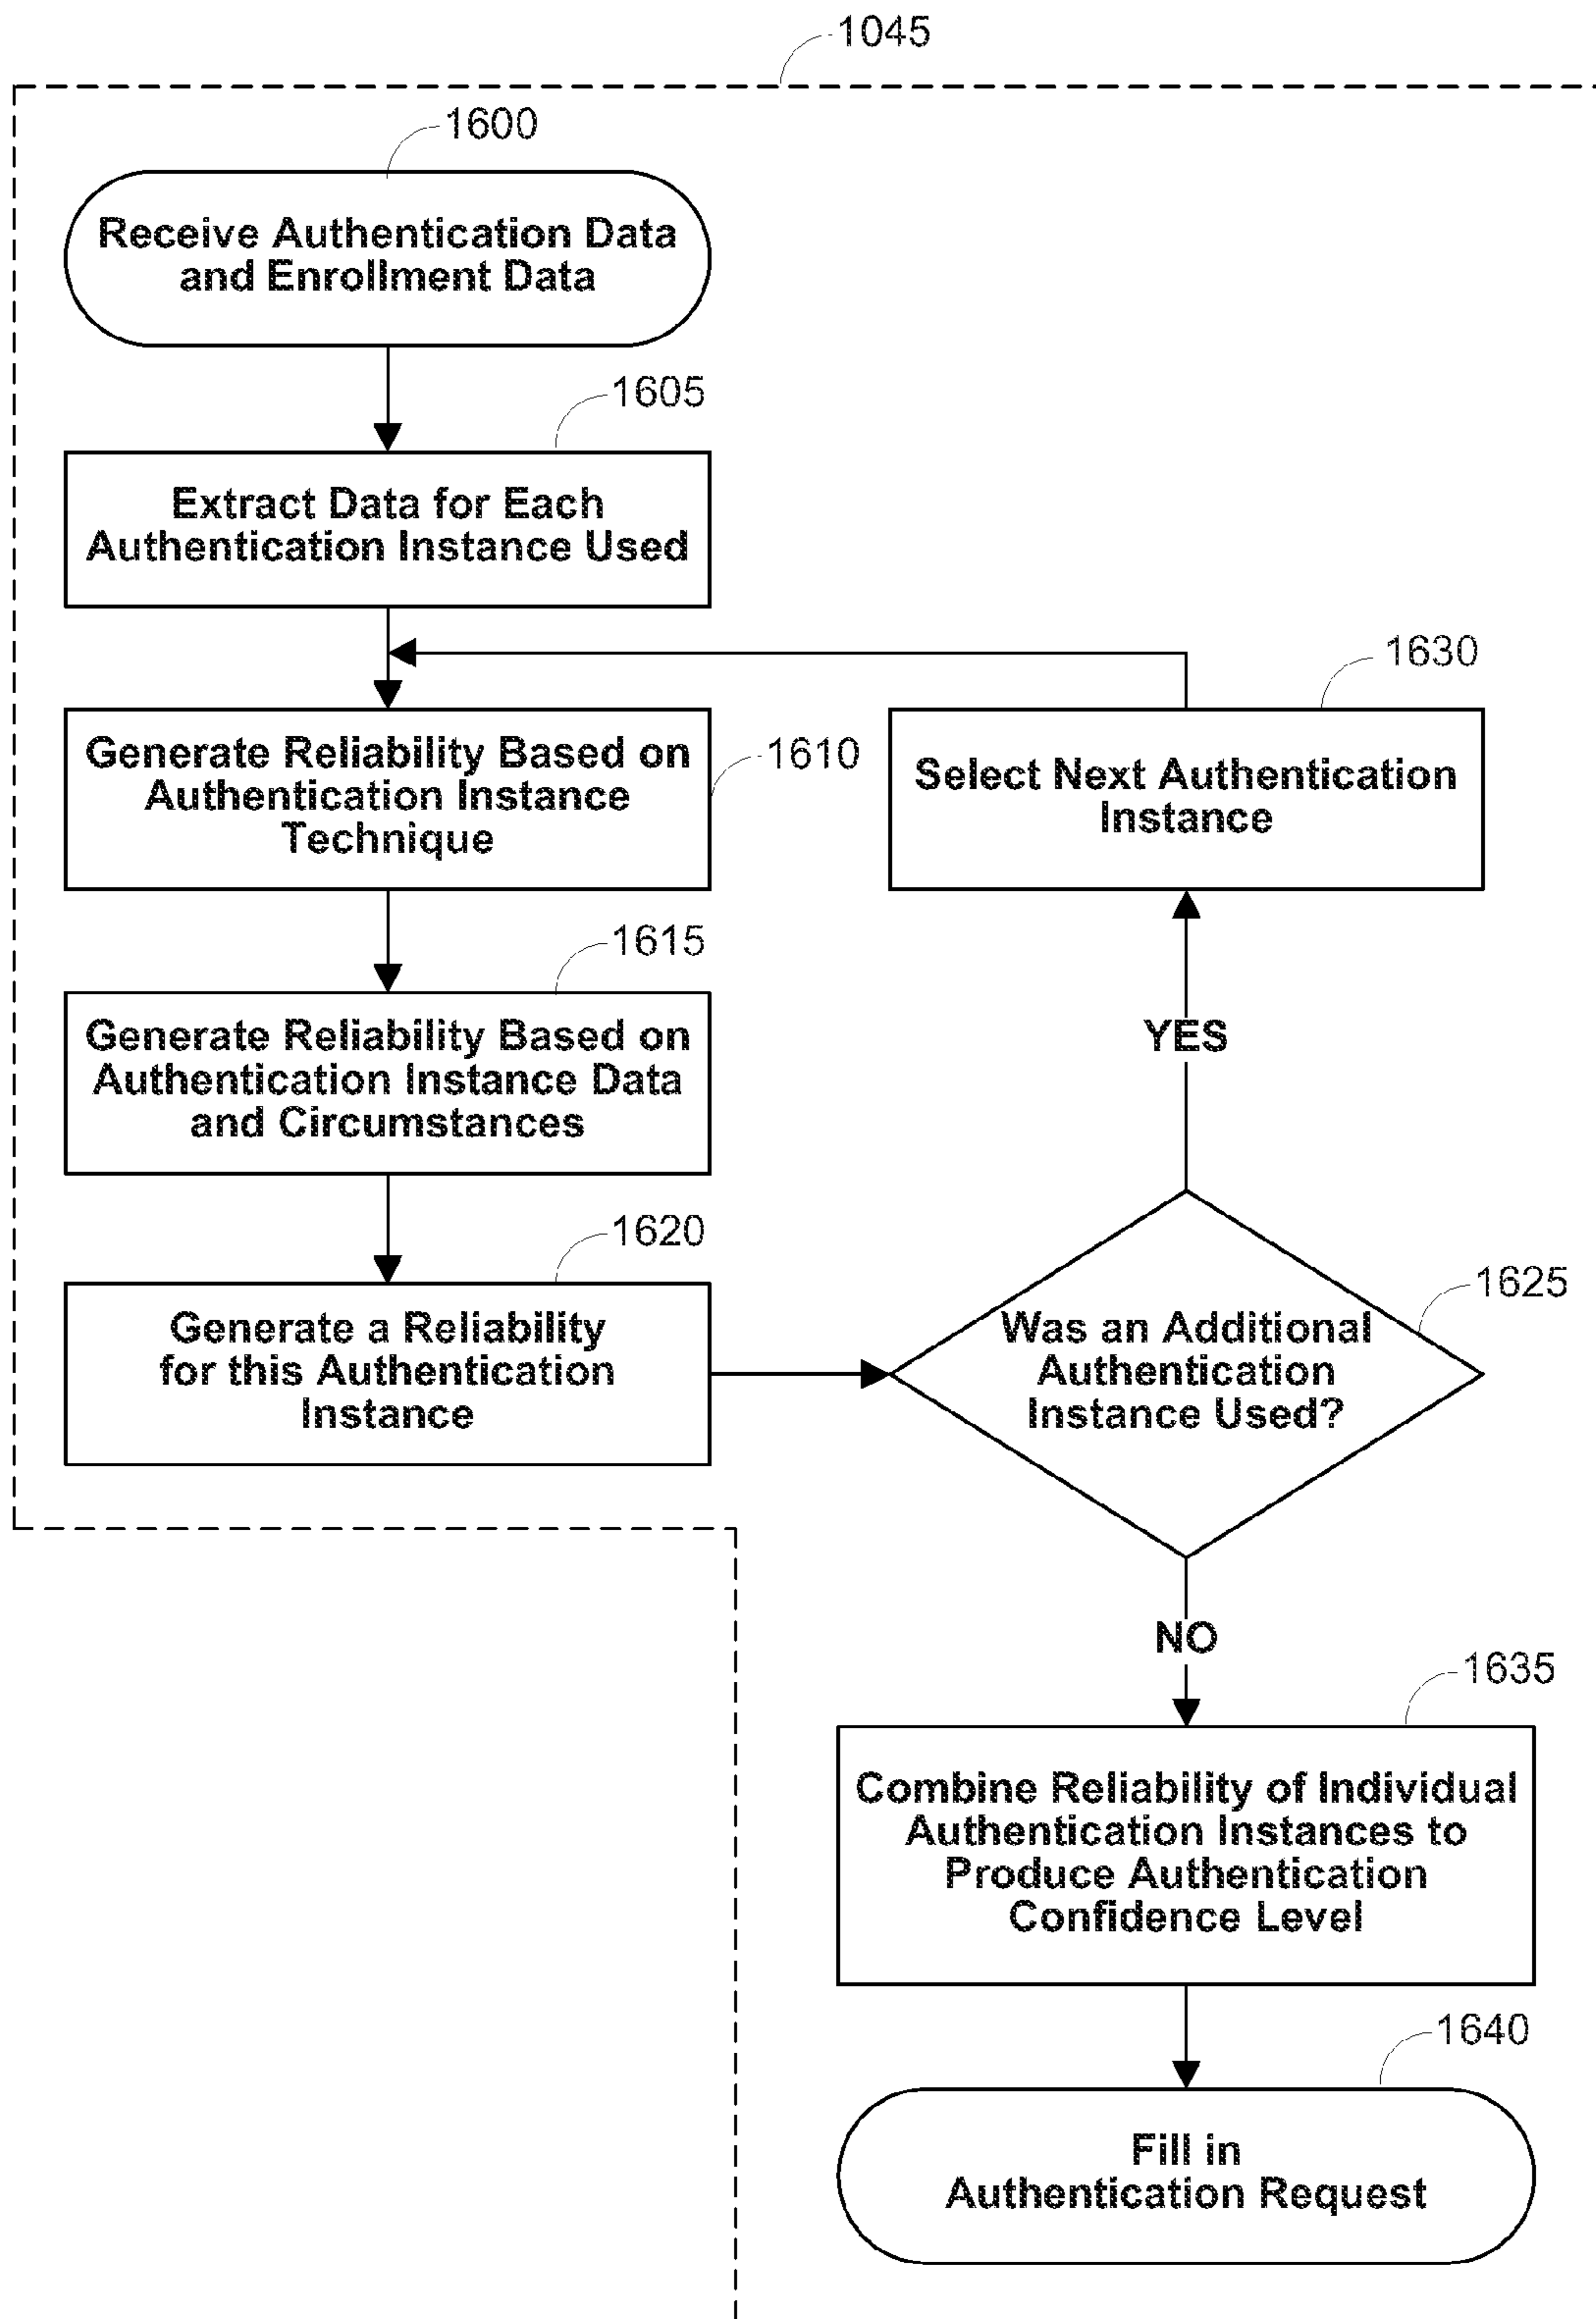 1045
1600
Receive Authentication Data
and Enrollment Data
1605
Extract Data for Each
Authentication Instance Used
1610
Generate Reliability Based on
Authentication Instance
Technique
1615
Generate Reliability Based on
Authentication Instance Data
and Circumstances
1620
Generate a Reliability
for this Authentication
Instance
1625
Was an Additional
Authentication
Instance Used?
YES
1630
Select Next Authentication
Instance
NO
1635
Combine Reliability of Individual
Authentication Instances to
Produce Authentication
Confidence Level
1640
Fill in
Authentication Request